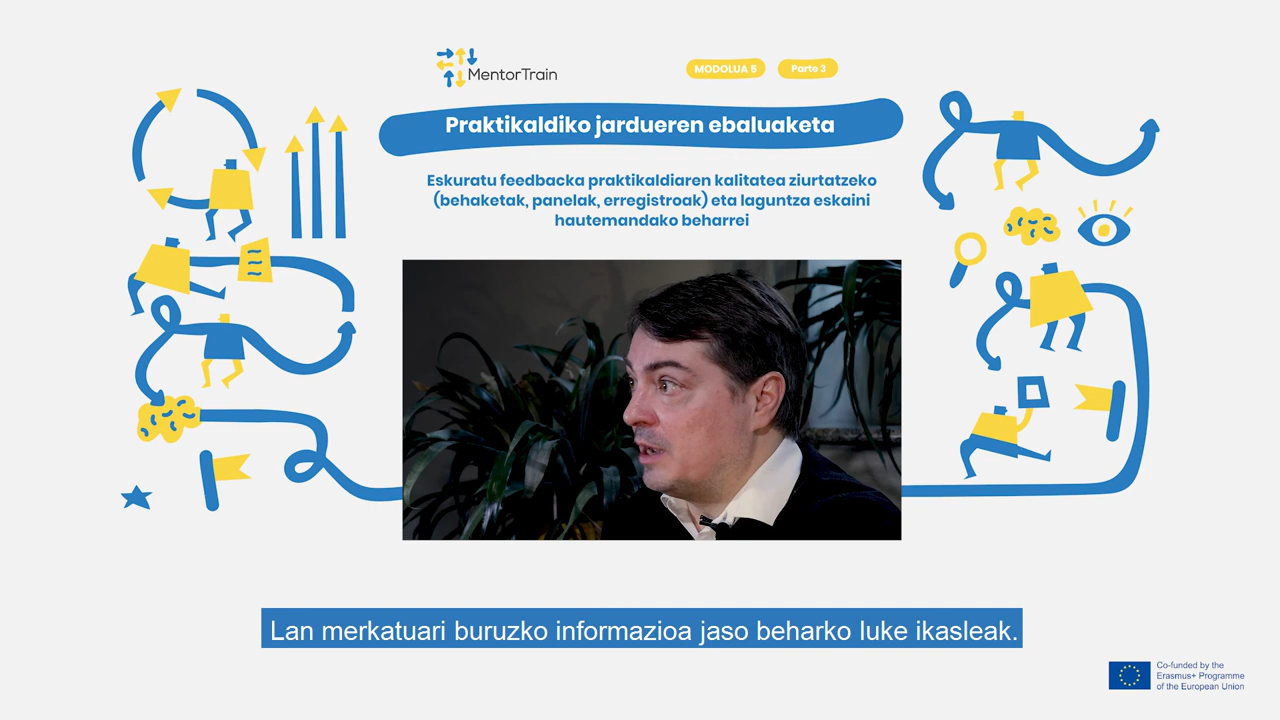 MentorTrain
MODOLUA 5
Parte 3
Praktikaldiko jardueren ebaluaketa
Eskuratu feedbacka praktikaldiaren kalitatea ziurtatzeko
(behaketak, panelak, erregistroak) eta laguntza eskaini
hautemandako beharrei
Lan merkatuari buruzko informazioa jaso beharko luke ikasleak.
Co-funded by the
Erasmus+ Programme
of the European Union